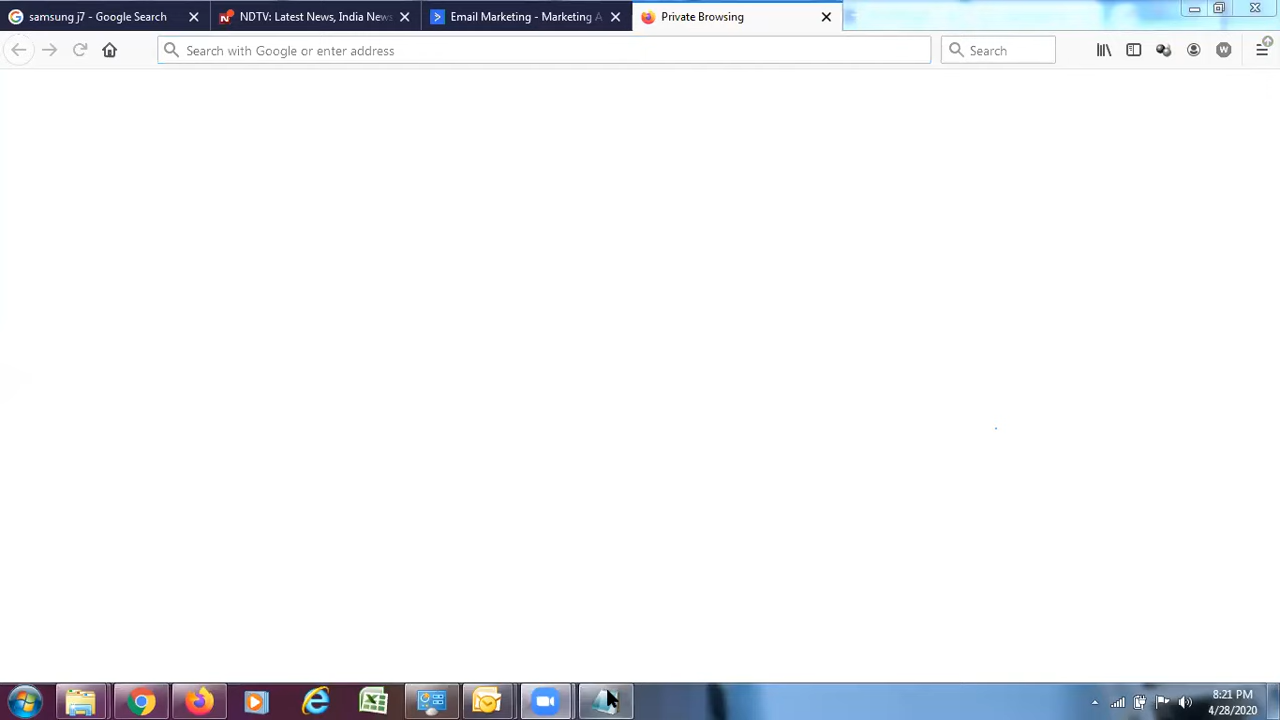 samsung j7 - Google Search
NDTV: Latest News, India News
Email Marketing - Marketing A
Private Browsing
Search with Google or enter address
Search
W
8:21 PM
4/28/2020